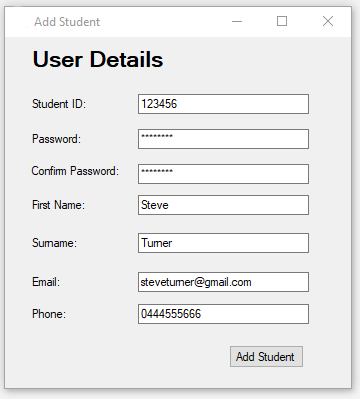 Add Student
User Details
Student ID: 123456
Password: ********
Confirm Password: ********
First Name: Steve
Surname: Turner
Email: steveturner@gmail.com
Phone: 0444555666
Add Student